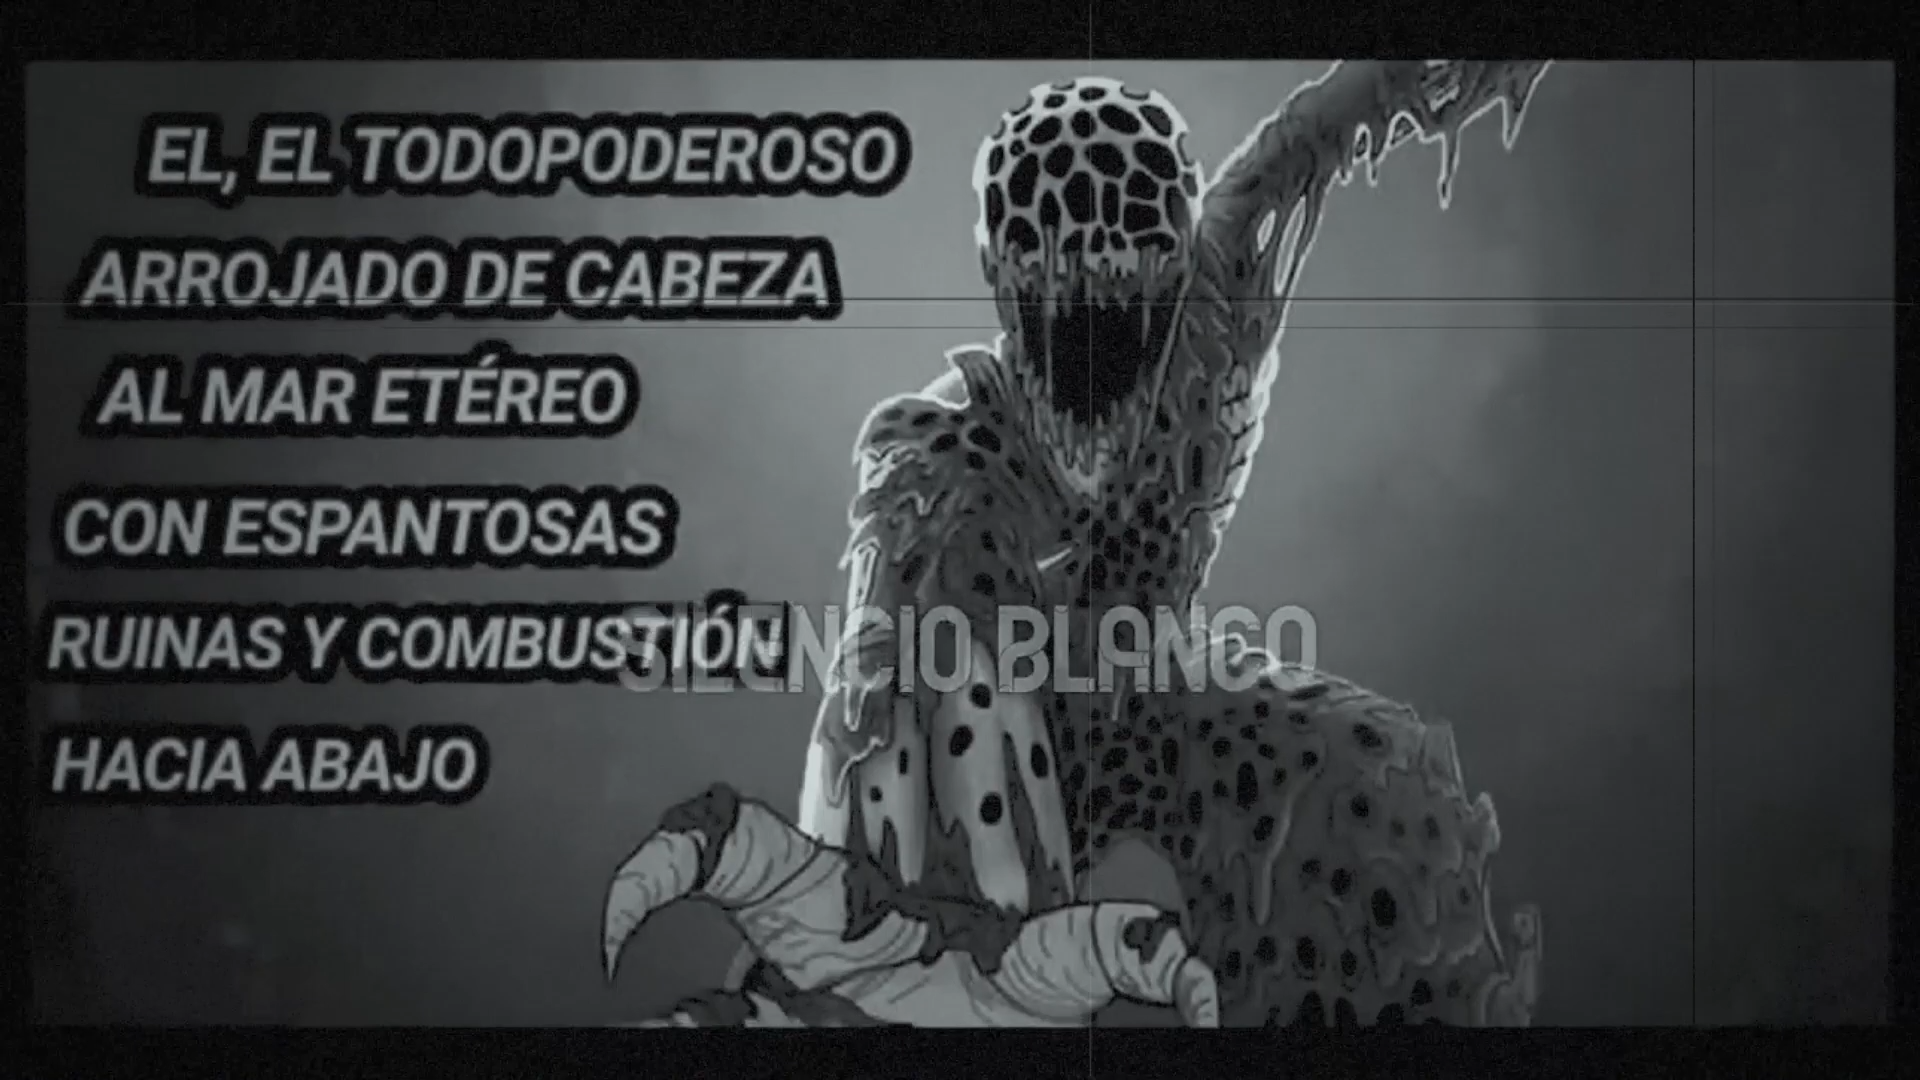 EL, EL TODOPODEROSO
ARROJADO DE CABEZA
AL MAR ETÉREO
CON ESPANTOSAS
RUINAS Y COMBUSTIÓN
SILENCIO BLANCO
HACIA ABAJO